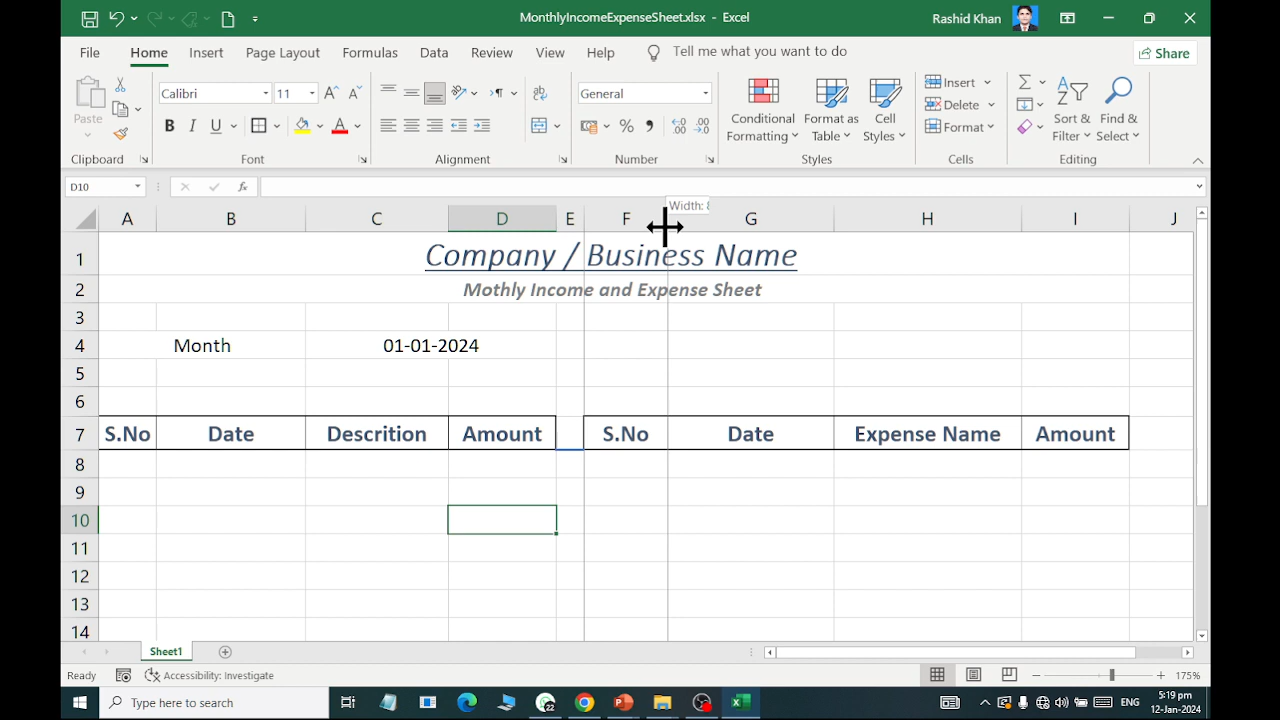 MonthlyIncomeExpenseSheet.xlsx - Excel
Rashid Khan
File Home Insert Page Layout Formulas Data Review View Help Tell me what you want to do Share
Paste
Calibri 11
B I U A
General
% ,
Conditional Formatting
Format as Table
Cell Styles
Insert
Delete
Format
Sort & Filter
Find & Select
Clipboard Font Alignment Number Styles Cells Editing
D10 fx
Width: 8
A B C D E F G H I J
1 Company / Business Name
2 Mothly Income and Expense Sheet
3
4 Month 01-01-2024
5
6
7 S.No Date Descrition Amount S.No Date Expense Name Amount
8
9
10
11
12
13
14
Sheet1
Ready Accessibility: Investigate 175%
Type here to search
22
ENG
5:19 pm
12-Jan-2024